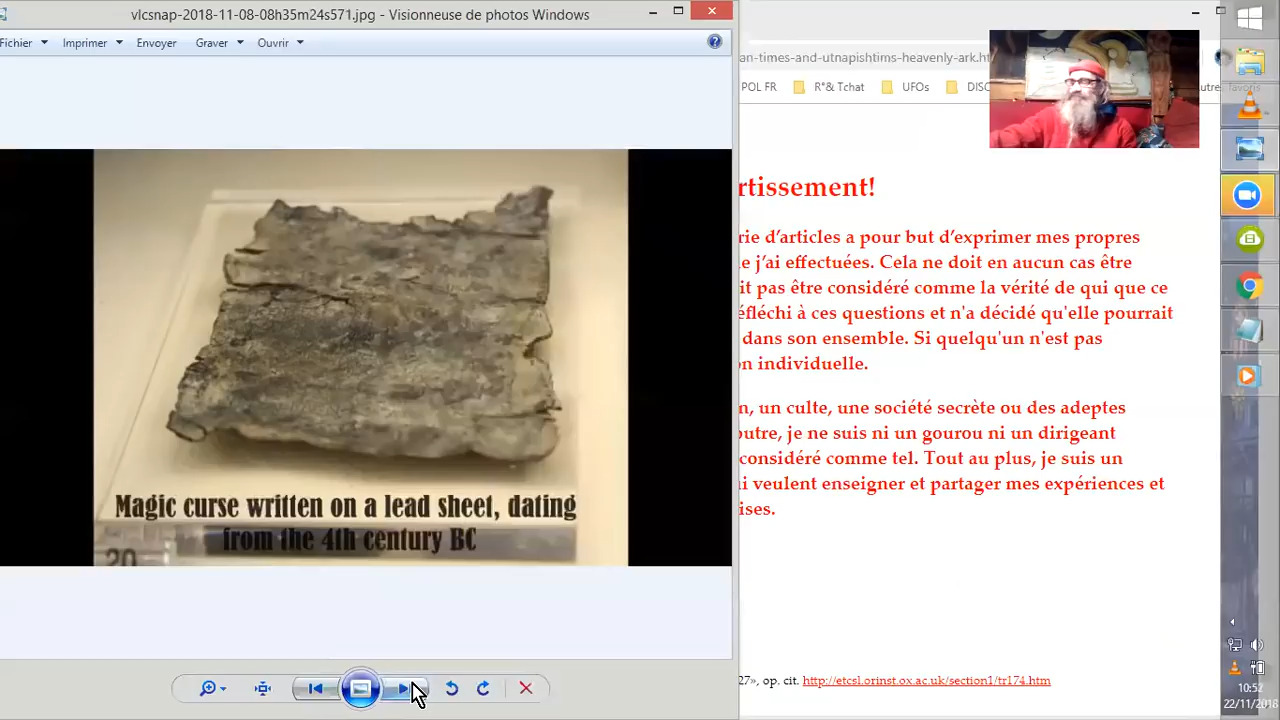 vlcsnap-2018-11-08-08h35m24s571.jpg - Visionneuse de photos Windows
Fichier Imprimer Envoyer Graver Ouvrir
an-times-and-utnapishtims-heavenly-ark.ht
POL FR R°& Tchat UFOs DISC utres favoris
Magic curse written on a lead sheet, dating
from the 4th century BC
20
rtissement!
rie d’articles a pour but d’exprimer mes propres
e j’ai effectuées. Cela ne doit en aucun cas être
it pas être considéré comme la vérité de qui que ce
éfléchi à ces questions et n'a décidé qu'elle pourrait
dans son ensemble. Si quelqu'un n'est pas
on individuelle.
n, un culte, une société secrète ou des adeptes
outre, je ne suis ni un gourou ni un dirigeant
considéré comme tel. Tout au plus, je suis un
ui veulent enseigner et partager mes expériences et
ises.
27», op. cit. http://etcsl.orinst.ox.ac.uk/section1/tr174.htm
10:52
22/11/2018